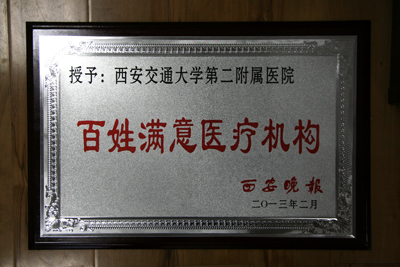 授予：西安交通大学第二附属医院
百姓满意医疗机构
西安晚报
二〇一三年二月